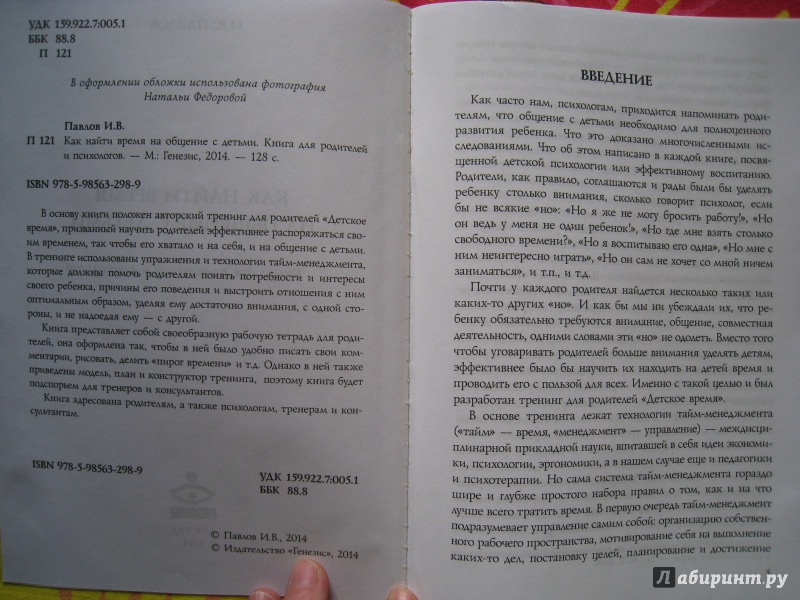 УДК 159.922.7:005.1
ББК 88.8
П 121
В оформлении обложки использована фотография
Натальи Федоровой
Павлов И.В.
П 121 Как найти время на общение с детьми. Книга для родителей
и психологов. — М.: Генезис, 2014. — 128 с.
ISBN 978-5-98563-298-9
В основу книги положен авторский тренинг для родителей «Детское
время», призванный научить родителей эффективнее распоряжаться сво-
им временем, так чтобы его хватало и на себя, и на общение с детьми.
В тренинге использованы упражнения и технологии тайм-менеджмента,
которые должны помочь родителям понять потребности и интересы
своего ребенка, причины его поведения и выстроить отношения с ним
оптимальным образом, уделяя ему достаточно внимания, с одной сто-
роны, и не надоедая ему — с другой.
Книга представляет собой своеобразную рабочую тетрадь для роди-
телей, она оформлена так, чтобы в ней было удобно писать свои ком-
ментарии, рисовать, делить «пирог времени» и т.д. Однако в ней также
приведены модель, план и конструктор тренинга, поэтому книга будет
подспорьем для тренеров и консультантов.
Книга адресована родителям, а также психологам, тренерам и кон-
сультантам.
ISBN 978-5-98563-298-9
УДК 159.922.7:005.1
ББК 88.8
© Павлов И.В., 2014
© Издательство «Генезис», 2014
ВВЕДЕНИЕ
Как часто нам, психологам, приходится напоминать роди-
телям, что общение с детьми необходимо для полноценного
развития ребенка. Что это доказано многочисленными ис-
следованиями. Что об этом написано в каждой книге, посвя-
щенной детской психологии или эффективному воспитанию.
Родители, как правило, соглашаются и рады были бы уделять
ребенку столько внимания, сколько говорит психолог, если
бы не всякие «но»: «Но я же не могу бросить работу!», «Но
он ведь у меня не один ребенок!», «Но где мне взять столько
свободного времени?», «Но я воспитываю его одна», «Но мне с
ним неинтересно играть», «Но он сам не хочет со мной ничем
заниматься», и т.п., и т.д.
Почти у каждого родителя найдется несколько таких или
каких-то других «но». И как бы мы ни убеждали их, что ре-
бенку обязательно требуются внимание, общение, совместная
деятельность, одними словами эти «но» не одолеть. Вместо того
чтобы уговаривать родителей больше внимания уделять детям,
эффективнее было бы научить их находить на детей время и
проводить его с пользой для всех. Именно с такой целью и был
разработан тренинг для родителей «Детское время».
В основе тренинга лежат технологии тайм-менеджмента
(«тайм» — время, «менеджмент» — управление) — междисци-
плинарной прикладной науки, впитавшей в себя идеи экономи-
ки, психологии, эргономики, а в нашем случае еще и педагогики
и психотерапии. Но сама система тайм-менеджмента гораздо
шире и глубже простого набора правил о том, как и на что
лучше всего тратить время. В первую очередь тайм-менеджмент
подразумевает управление самим собой: организацию собствен-
ного рабочего пространства, мотивирование себя на выполнение
каких-то дел, постановку целей, планирование и достижение
Лабиринт.ру